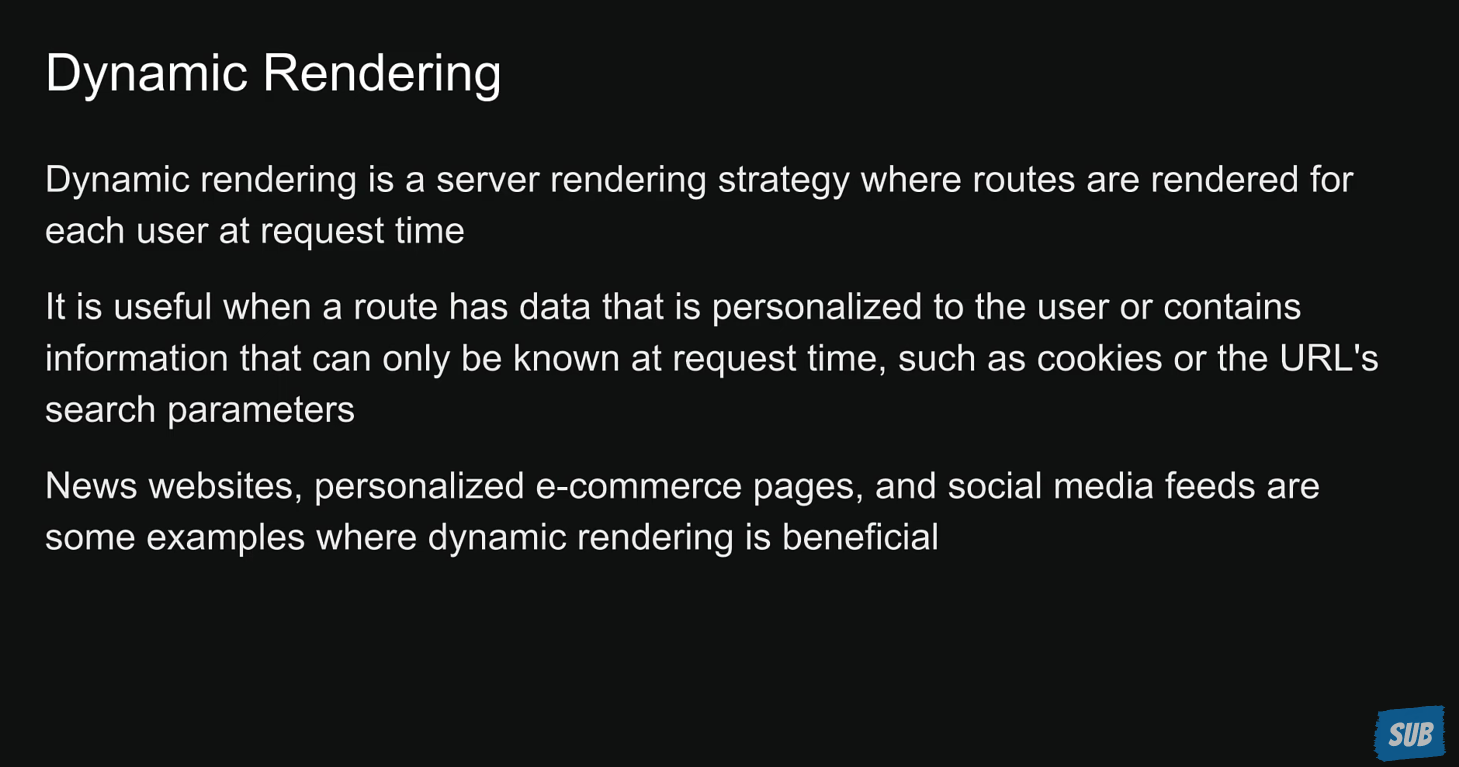 Dynamic Rendering
Dynamic rendering is a server rendering strategy where routes are rendered for
each user at request time
It is useful when a route has data that is personalized to the user or contains
information that can only be known at request time, such as cookies or the URL's
search parameters
News websites, personalized e-commerce pages, and social media feeds are
some examples where dynamic rendering is beneficial
SUB